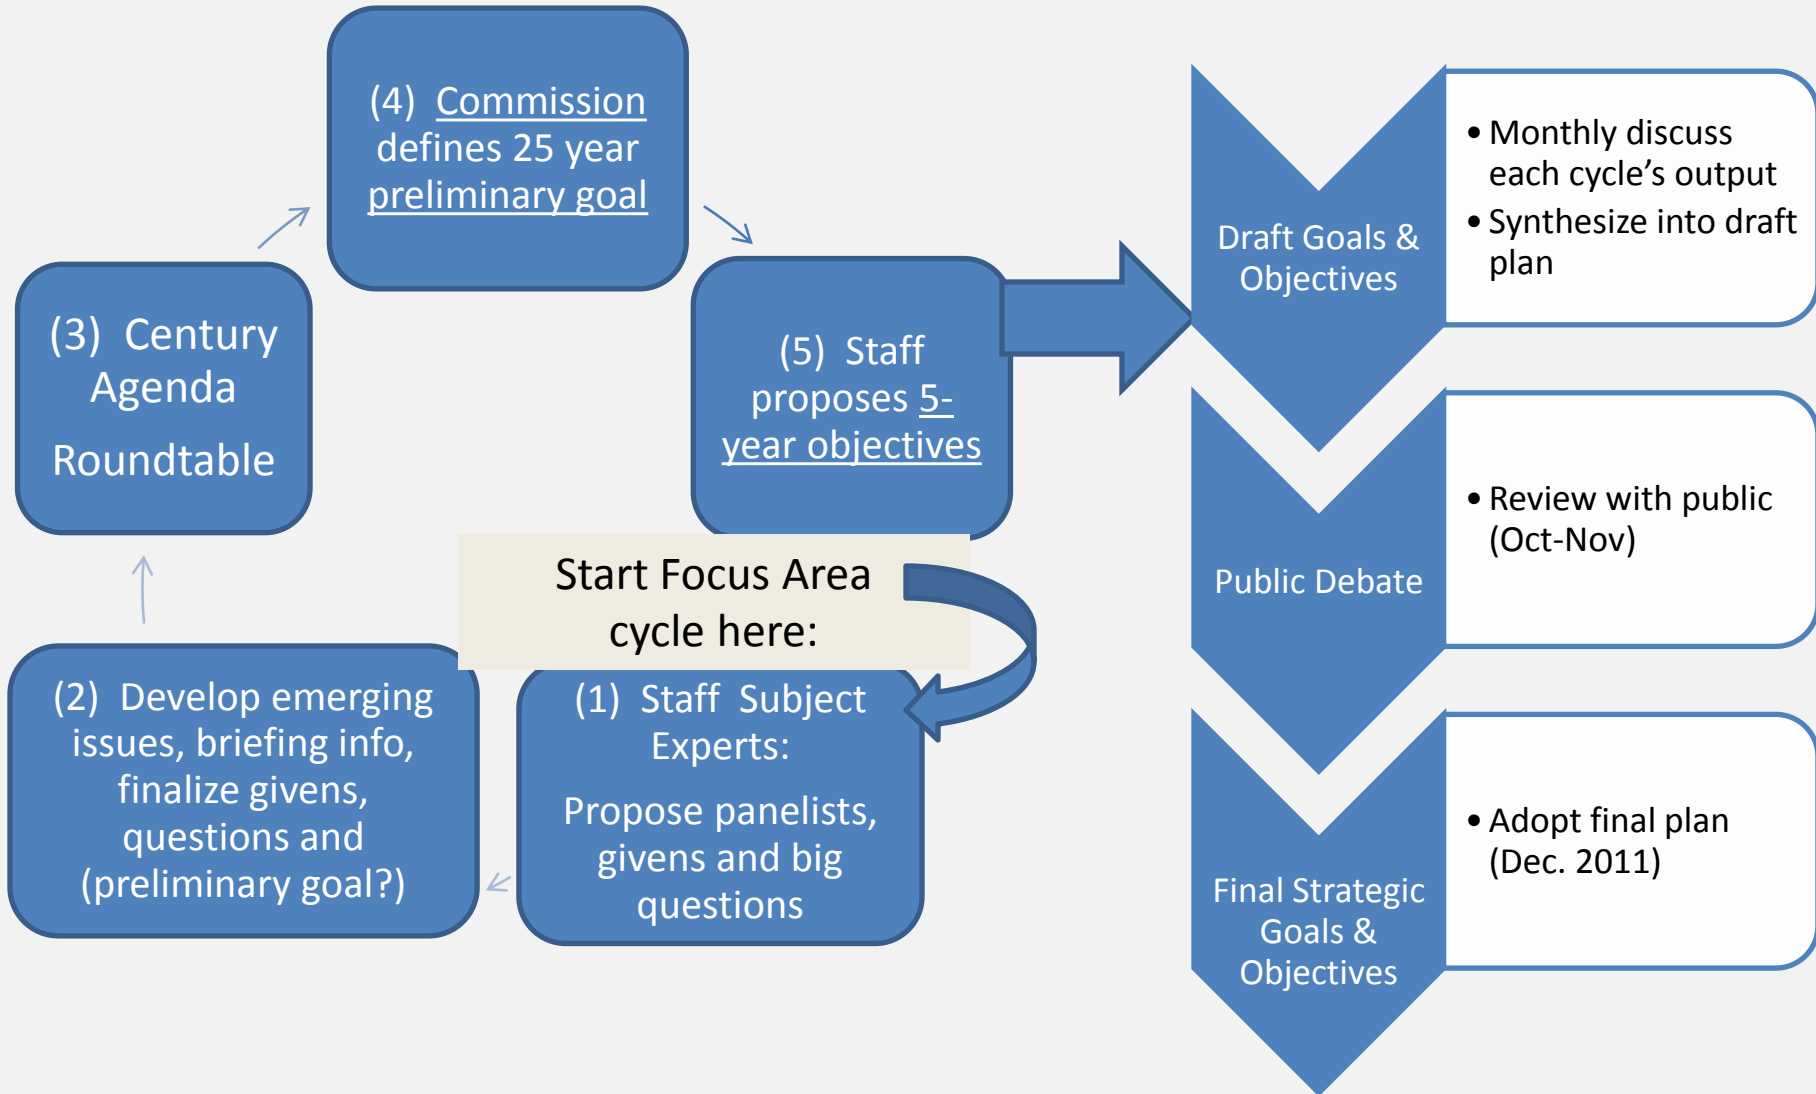 (4) Commission
defines 25 year
preliminary goal
(3) Century
Agenda
Roundtable
(5) Staff
proposes 5-
year objectives
Start Focus Area
cycle here:
(2) Develop emerging
issues, briefing info,
finalize givens,
questions and
(preliminary goal?)
(1) Staff Subject
Experts:
Propose panelists,
givens and big
questions
Draft Goals &
Objectives
• Monthly discuss
each cycle's output
• Synthesize into draft
plan
Public Debate
• Review with public
(Oct-Nov)
Final Strategic
Goals &
Objectives
• Adopt final plan
(Dec. 2011)